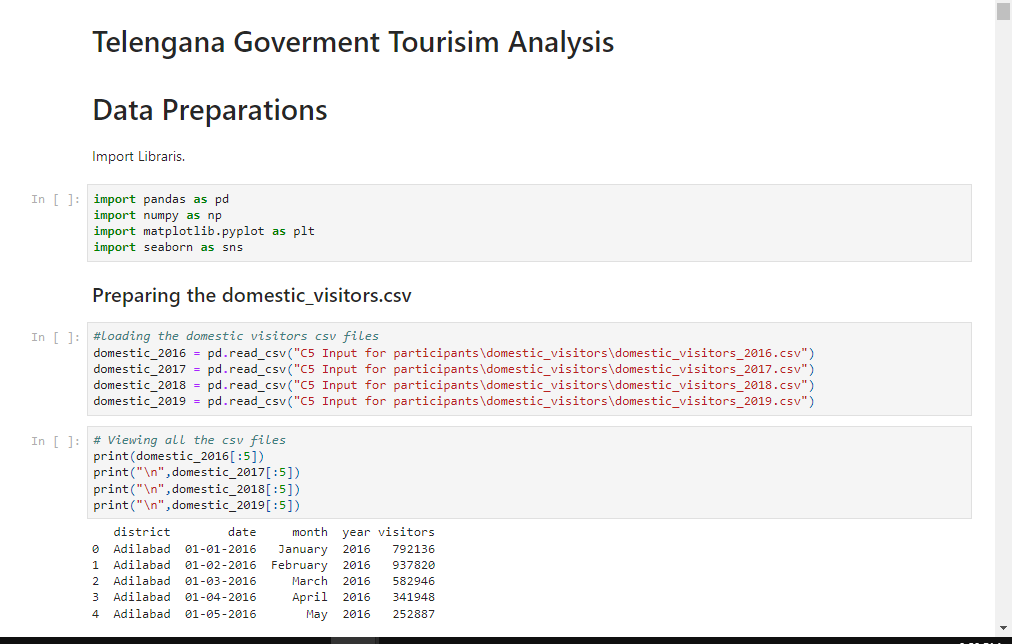 Telengana Goverment Tourisim Analysis
Data Preparations
Import Libraris.
In [ ]:
import pandas as pd
import numpy as np
import matplotlib.pyplot as plt
import seaborn as sns
Preparing the domestic_visitors.csv
In [ ]:
#loading the domestic visitors csv files
domestic_2016 = pd.read_csv("C5 Input for participants\domestic_visitors\domestic_visitors_2016.csv")
domestic_2017 = pd.read_csv("C5 Input for participants\domestic_visitors\domestic_visitors_2017.csv")
domestic_2018 = pd.read_csv("C5 Input for participants\domestic_visitors\domestic_visitors_2018.csv")
domestic_2019 = pd.read_csv("C5 Input for participants\domestic_visitors\domestic_visitors_2019.csv")
In [ ]:
# Viewing all the csv files
print(domestic_2016[:5])
print("\n",domestic_2017[:5])
print("\n",domestic_2018[:5])
print("\n",domestic_2019[:5])
district date month year visitors
0 Adilabad 01-01-2016 January 2016 792136
1 Adilabad 01-02-2016 February 2016 937820
2 Adilabad 01-03-2016 March 2016 582946
3 Adilabad 01-04-2016 April 2016 341948
4 Adilabad 01-05-2016 May 2016 252887